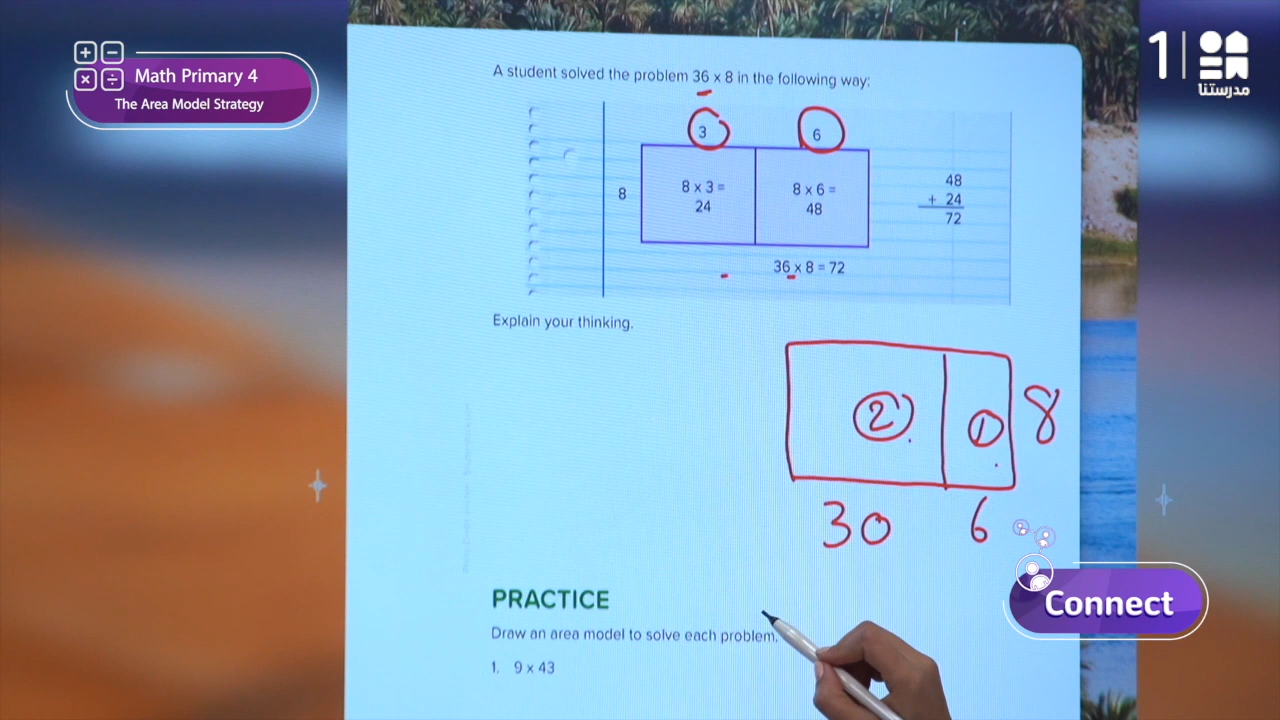 Math Primary 4
The Area Model Strategy
1
مدرستنا
A student solved the problem 36 x 8 in the following way:
3 6
8
8 x 3 =
24
8 x 6 =
48
48
+ 24
72
36 x 8 = 72
Explain your thinking.
2 1 8
30 6
Connect
PRACTICE
Draw an area model to solve each problem.
1. 9 x 43